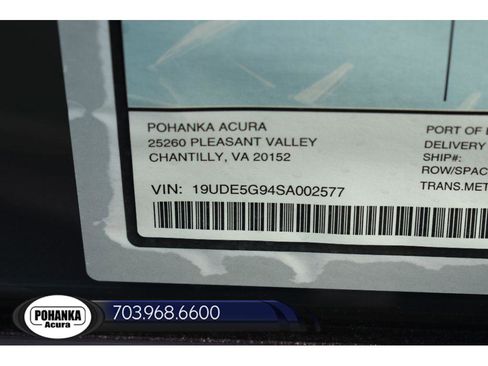 POHANKA ACURA
25260 PLEASANT VALLEY
CHANTILLY, VA 20152
VIN: 19UDE5G94SA002577
PORT OF
DELIVERY
SHIP#:
ROW/SPAC
TRANS.MET
POHANKA
Acura
703.968.6600